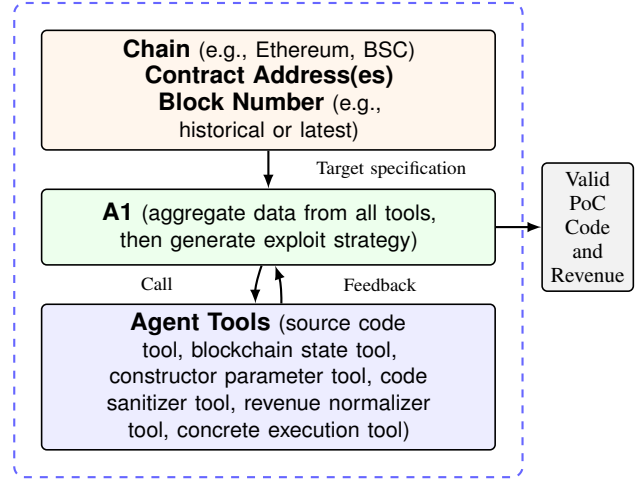 Chain (e.g., Ethereum, BSC)
Contract Address(es)
Block Number (e.g.,
historical or latest)
Target specification
A1 (aggregate data from all tools,
then generate exploit strategy)
Valid
PoC
Code
and
Revenue
Call
Feedback
Agent Tools (source code
tool, blockchain state tool,
constructor parameter tool, code
sanitizer tool, revenue normalizer
tool, concrete execution tool)